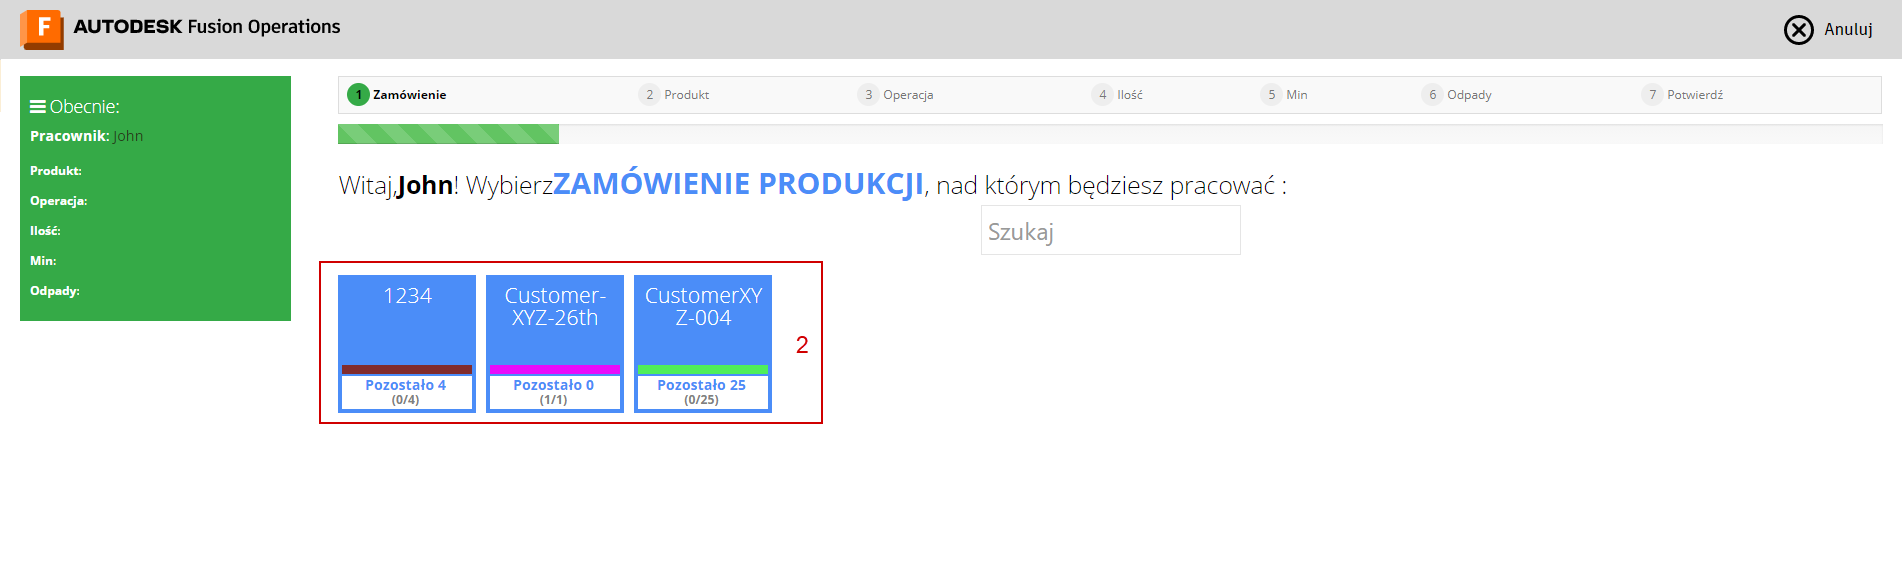 F AUTODESK Fusion Operations
Anuluj
Obecnie:
Pracownik: John
Produkt:
Operacja:
Ilość:
Min:
Odpady:
1 Zamówienie 2 Produkt 3 Operacja 4 Ilość 5 Min 6 Odpady 7 Potwierdź
Witaj,John! WybierzZAMÓWIENIE PRODUKCJI, nad którym będziesz pracować :
Szukaj
1234
Pozostało 4
(0/4)
Customer-
XYZ-26th
Pozostało 0
(1/1)
CustomerXY
Z-004
Pozostało 25
(0/25)
2